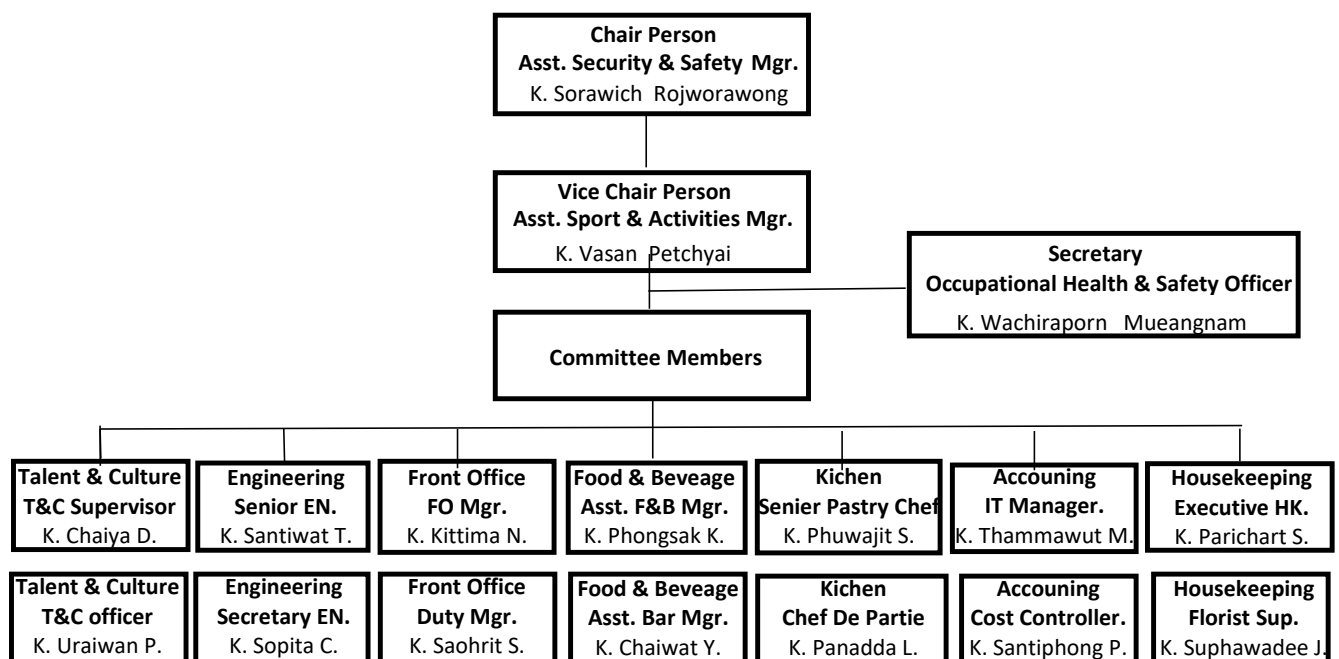 Chair Person
Asst. Security & Safety Mgr.
K. Sorawich Rojworawong
Vice Chair Person
Asst. Sport & Activities Mgr.
K. Vasan Petchyai
Secretary
Occupational Health & Safety Officer
K. Wachiraporn Mueangnam
Committee Members
Talent & Culture
T&C Supervisor
K. Chaiya D.
Engineering
Senior EN.
K. Santiwat T.
Front Office
FO Mgr.
K. Kittima N.
Food & Beveage
Asst. F&B Mgr.
K. Phongsak K.
Kichen
Senier Pastry Chef
K. Phuwajit S.
Accouning
IT Manager.
K. Thammawut M.
Housekeeping
Executive HK.
K. Parichart S.
Talent & Culture
T&C officer
K. Uraiwan P.
Engineering
Secretary EN.
K. Sopita C.
Front Office
Duty Mgr.
K. Saohrit S.
Food & Beveage
Asst. Bar Mgr.
K. Chaiwat Y.
Kichen
Chef De Partie
K. Panadda L.
Accouning
Cost Controller.
K. Santiphong P.
Housekeeping
Florist Sup.
K. Suphawadee J.